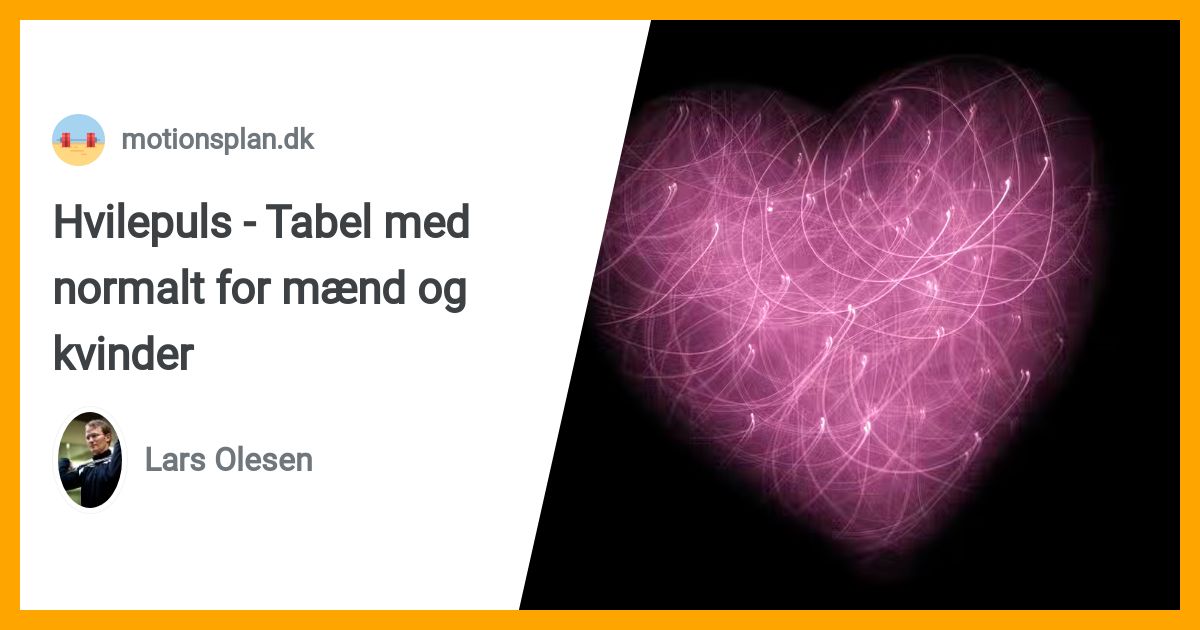 motionsplan.dk
Hvilepuls - Tabel med
normalt for mænd og
kvinder
Lars Olesen